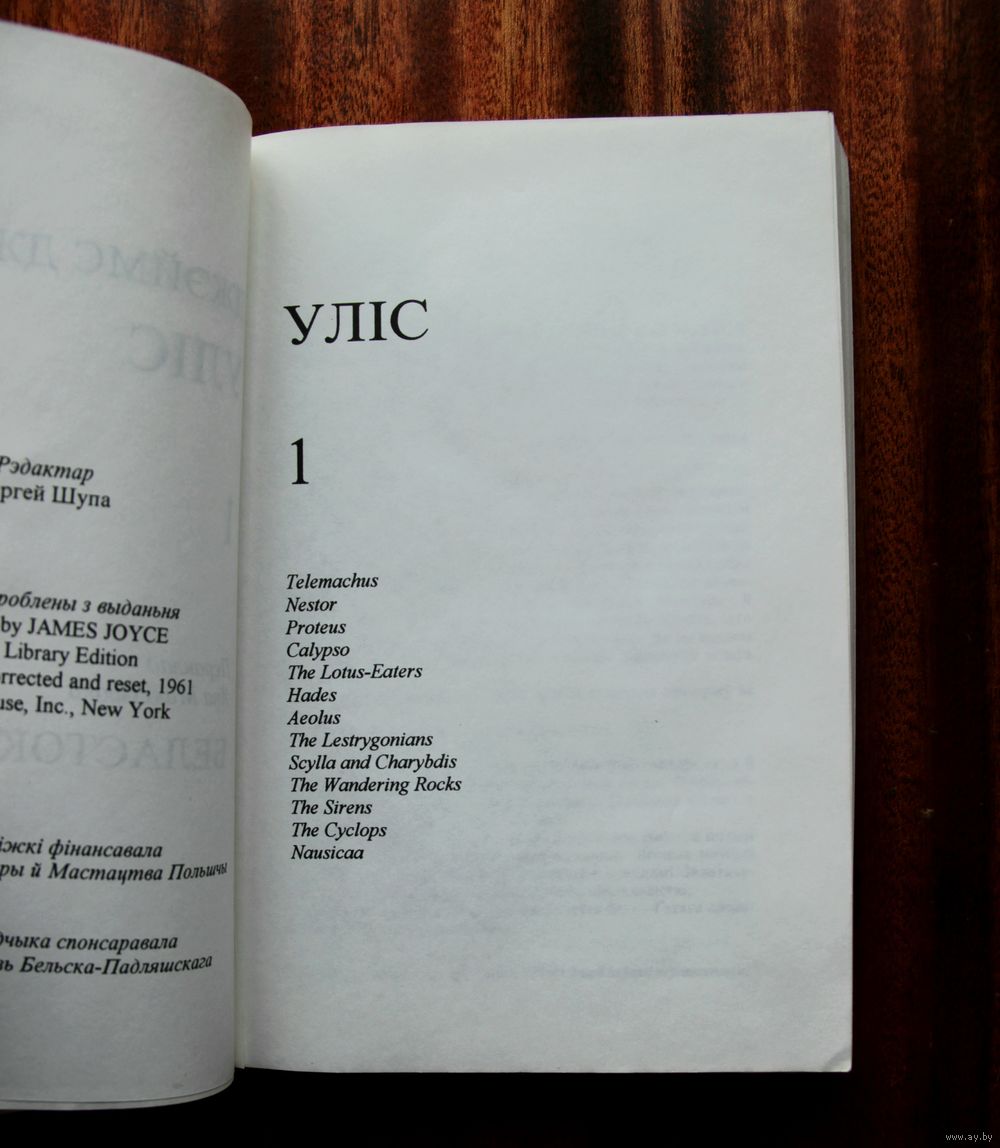 Рэдактар
ргей Шупа
роблены з выданьня
by JAMES JOYCE
Library Edition
rrected and reset, 1961
use, Inc., New York
іжкі фінансавала
ры й Мастацтва Польшчы
чыка спонсаравала
ь Бельска-Падляшскага
УЛІС
1
Telemachus
Nestor
Proteus
Calypso
The Lotus-Eaters
Hades
Aeolus
The Lestrygonians
Scylla and Charybdis
The Wandering Rocks
The Sirens
The Cyclops
Nausicaa
www.ay.by